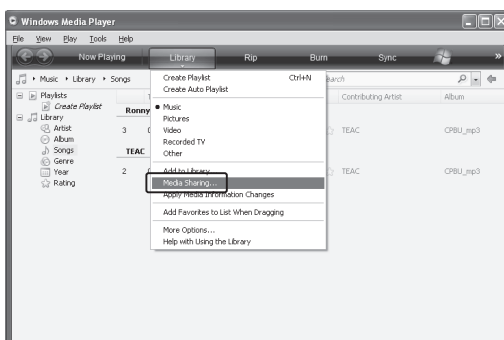 Windows Media Player
File View Play Tools Help
Now Playing Library Rip Burn Sync
Music Library Songs
Create Playlist Ctrl+N
Create Auto Playlist
Music
Pictures
Video
Recorded TV
Other
Add to Library
Media Sharing...
Apply Media Information Changes
Add Favorites to List When Dragging
More Options...
Help with Using the Library
Playlists
Create Playlist
Library
Artist
Album
Songs
Genre
Year
Rating
Contributing Artist Album
Ronny
3 TEAC CPBU_mp3
TEAC
2 TEAC CPBU_mp3